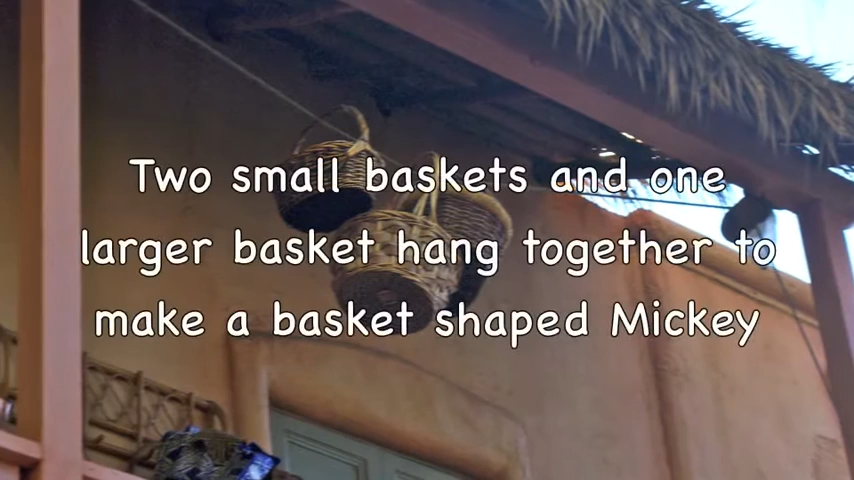 Two small baskets and one
larger basket hang together to
make a basket shaped Mickey